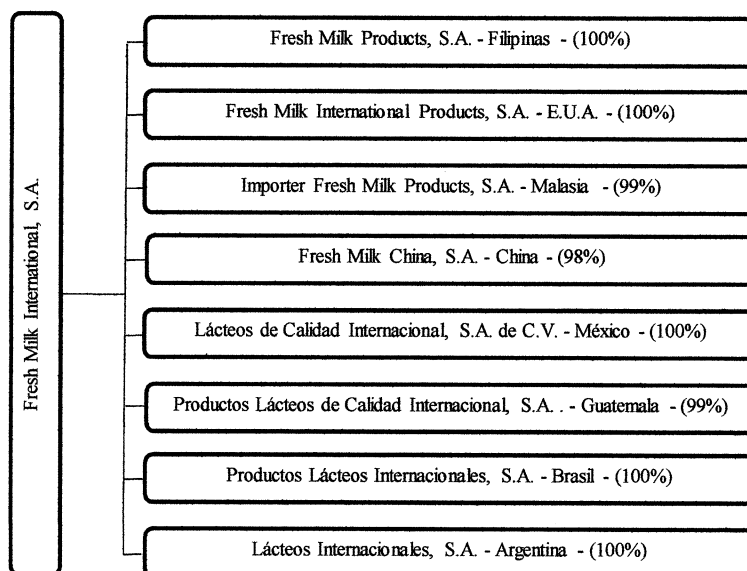 Fresh Milk International, S.A.
Fresh Milk Products, S.A. - Filipinas - (100%)
Fresh Milk International Products, S.A. - E.U.A. - (100%)
Importer Fresh Milk Products, S.A. - Malasia - (99%)
Fresh Milk China, S.A. - China - (98%)
Lácteos de Calidad Internacional, S.A. de C.V. - México - (100%)
Productos Lácteos de Calidad Internacional, S.A. . - Guatemala - (99%)
Productos Lácteos Internacionales, S.A. - Brasil - (100%)
Lácteos Internacionales, S.A. - Argentina - (100%)